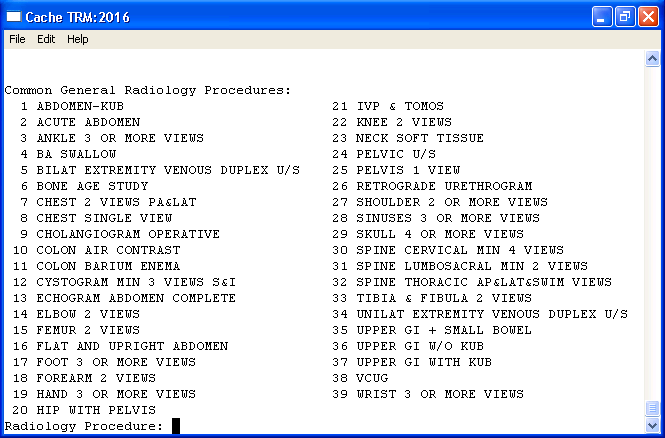 Cache TRM:2016
File Edit Help
Common General Radiology Procedures:
1 ABDOMEN-KUB 21 IVP & TOMOS
2 ACUTE ABDOMEN 22 KNEE 2 VIEWS
3 ANKLE 3 OR MORE VIEWS 23 NECK SOFT TISSUE
4 BA SWALLOW 24 PELVIC U/S
5 BILAT EXTREMITY VENOUS DUPLEX U/S 25 PELVIS 1 VIEW
6 BONE AGE STUDY 26 RETROGRADE URETHROGRAM
7 CHEST 2 VIEWS PA&LAT 27 SHOULDER 2 OR MORE VIEWS
8 CHEST SINGLE VIEW 28 SINUSES 3 OR MORE VIEWS
9 CHOLANGIOGRAM OPERATIVE 29 SKULL 4 OR MORE VIEWS
10 COLON AIR CONTRAST 30 SPINE CERVICAL MIN 4 VIEWS
11 COLON BARIUM ENEMA 31 SPINE LUMBOSACRAL MIN 2 VIEWS
12 CYSTOGRAM MIN 3 VIEWS S&I 32 SPINE THORACIC AP&LAT&SWIM VIEWS
13 ECHOGRAM ABDOMEN COMPLETE 33 TIBIA & FIBULA 2 VIEWS
14 ELBOW 2 VIEWS 34 UNILAT EXTREMITY VENOUS DUPLEX U/S
15 FEMUR 2 VIEWS 35 UPPER GI + SMALL BOWEL
16 FLAT AND UPRIGHT ABDOMEN 36 UPPER GI W/O KUB
17 FOOT 3 OR MORE VIEWS 37 UPPER GI WITH KUB
18 FOREARM 2 VIEWS 38 VCUG
19 HAND 3 OR MORE VIEWS 39 WRIST 3 OR MORE VIEWS
20 HIP WITH PELVIS
Radiology Procedure: